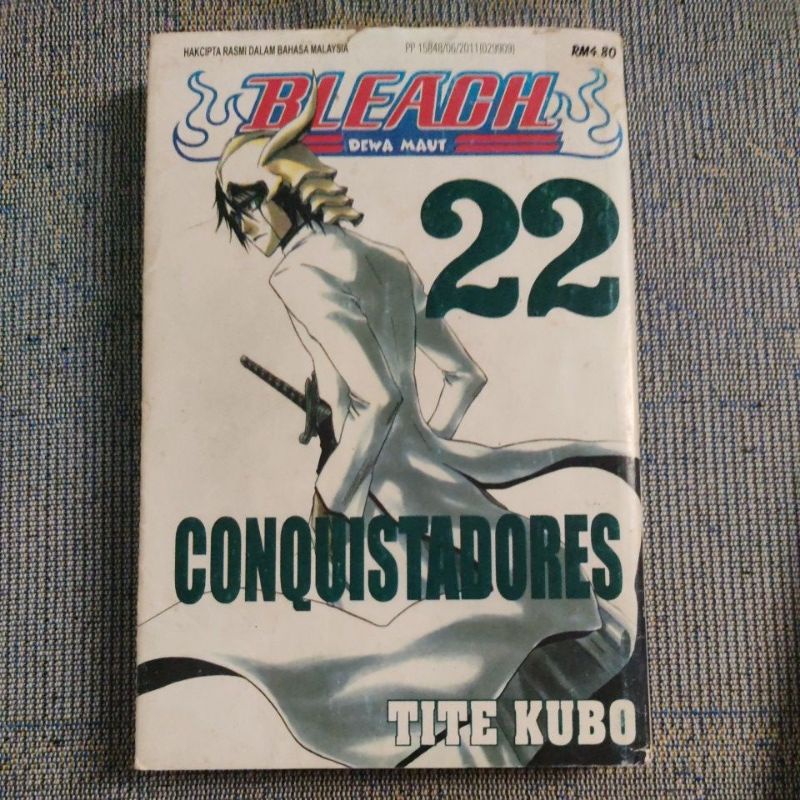 HAKCIPTA RASMI DALAM BAHASA MALAYSIA PP 15848/06/2011(029909) RM4.80
BLEACH
DEWA MAUT
22
CONQUISTADORES
TITE KUBO